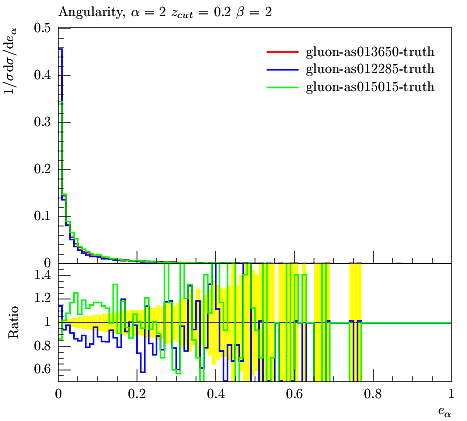 Angularity, α = 2 z_cut = 0.2 β = 2
1/σ dσ/de_α
0.5
0.4
0.3
0.2
0.1
0
gluon-as013650-truth
gluon-as012285-truth
gluon-as015015-truth
Ratio
1.4
1.2
1
0.8
0.6
0 0.2 0.4 0.6 0.8 1
e_α